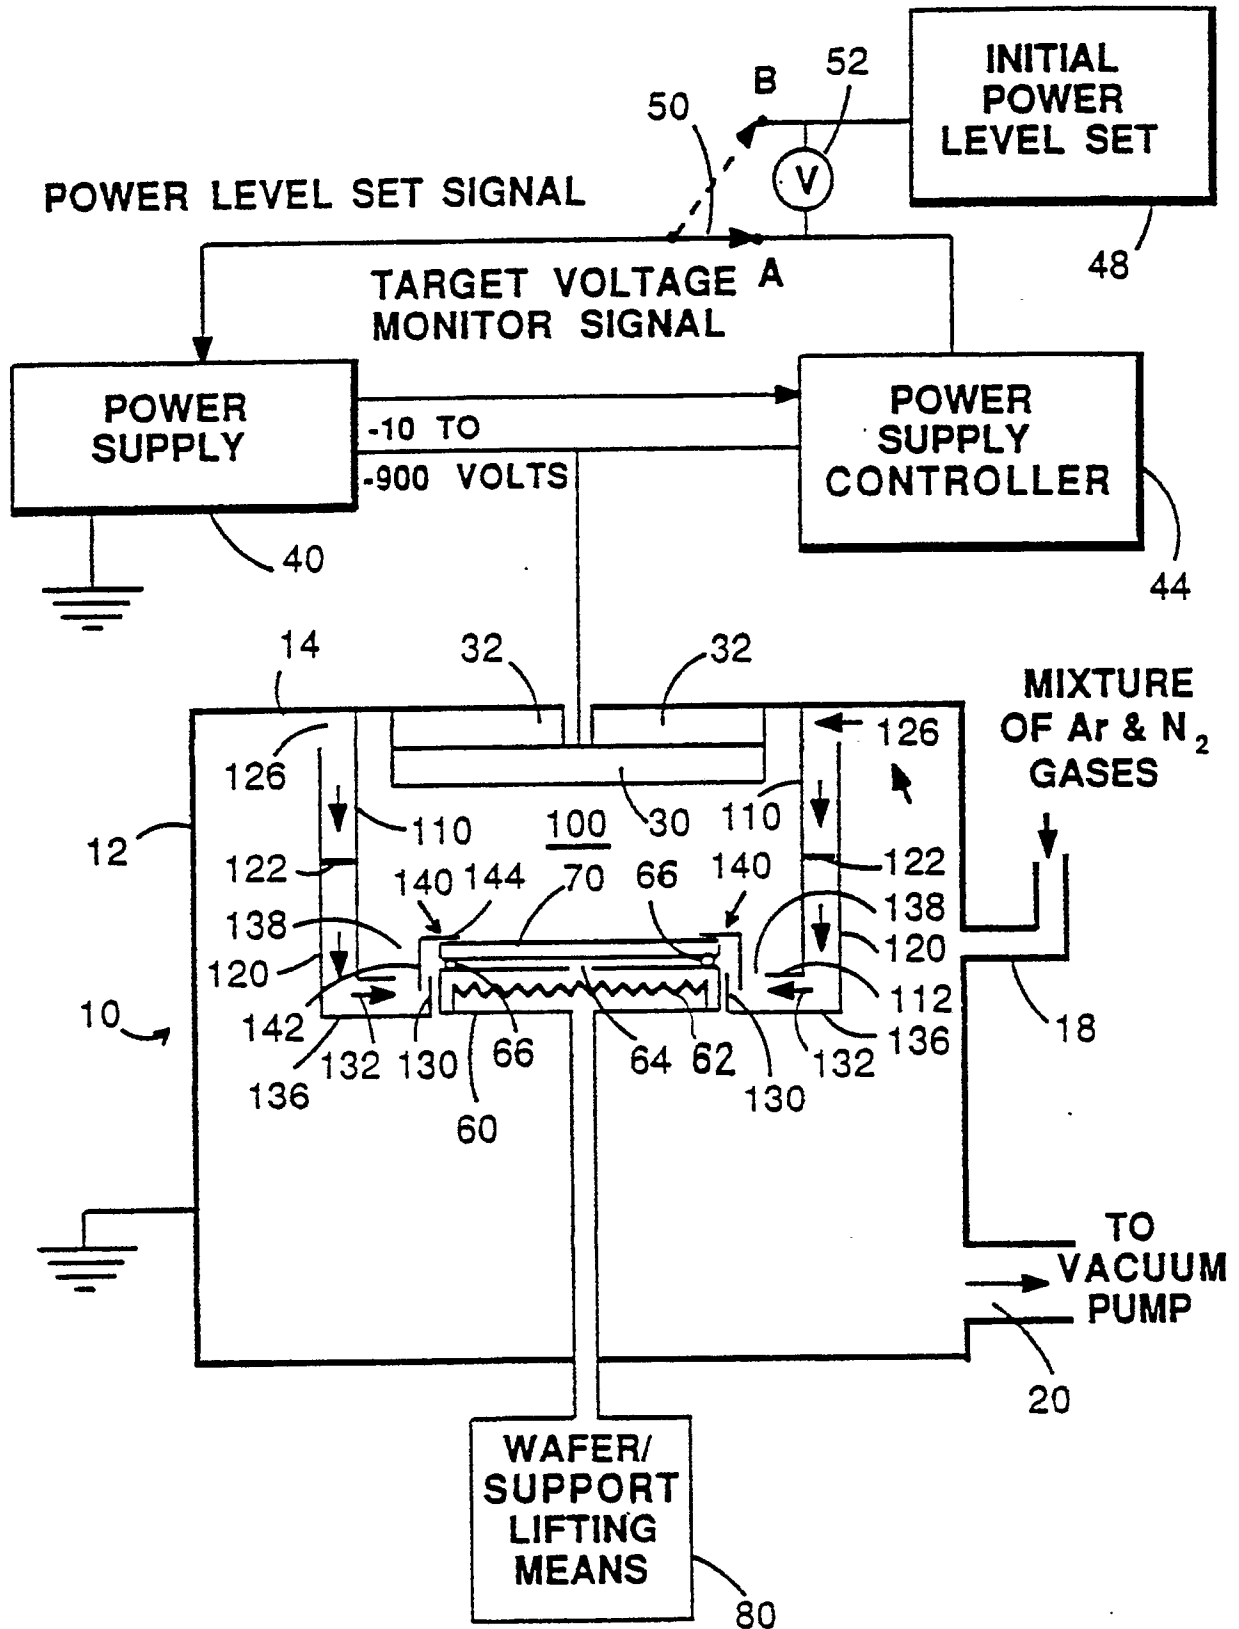 INITIAL
POWER
LEVEL SET
52
B
50
V
POWER LEVEL SET SIGNAL
48
A
TARGET VOLTAGE
MONITOR SIGNAL
POWER
SUPPLY
-10 TO
-900 VOLTS
POWER
SUPPLY
CONTROLLER
40
44
14
32
32
MIXTURE
OF Ar & N2
GASES
126
126
12
110
100
30
110
122
122
140
144
70
66
140
138
138
120
120
10
142
112
18
132
130
66
64
62
132
136
136
130
60
TO
VACUUM
PUMP
20
WAFER/
SUPPORT
LIFTING
MEANS
80